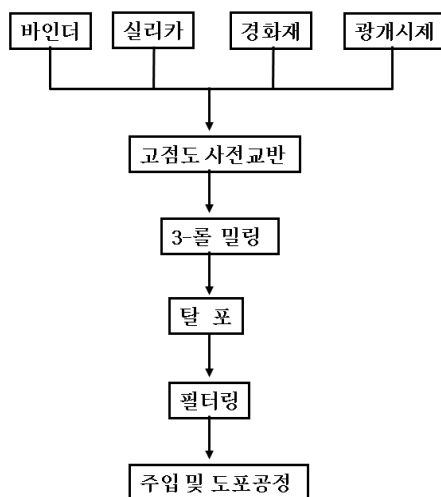 바인더
실리카
경화재
광개시제
고점도 사전교반
3-롤 밀링
탈 포
필터링
주입 및 도포공정